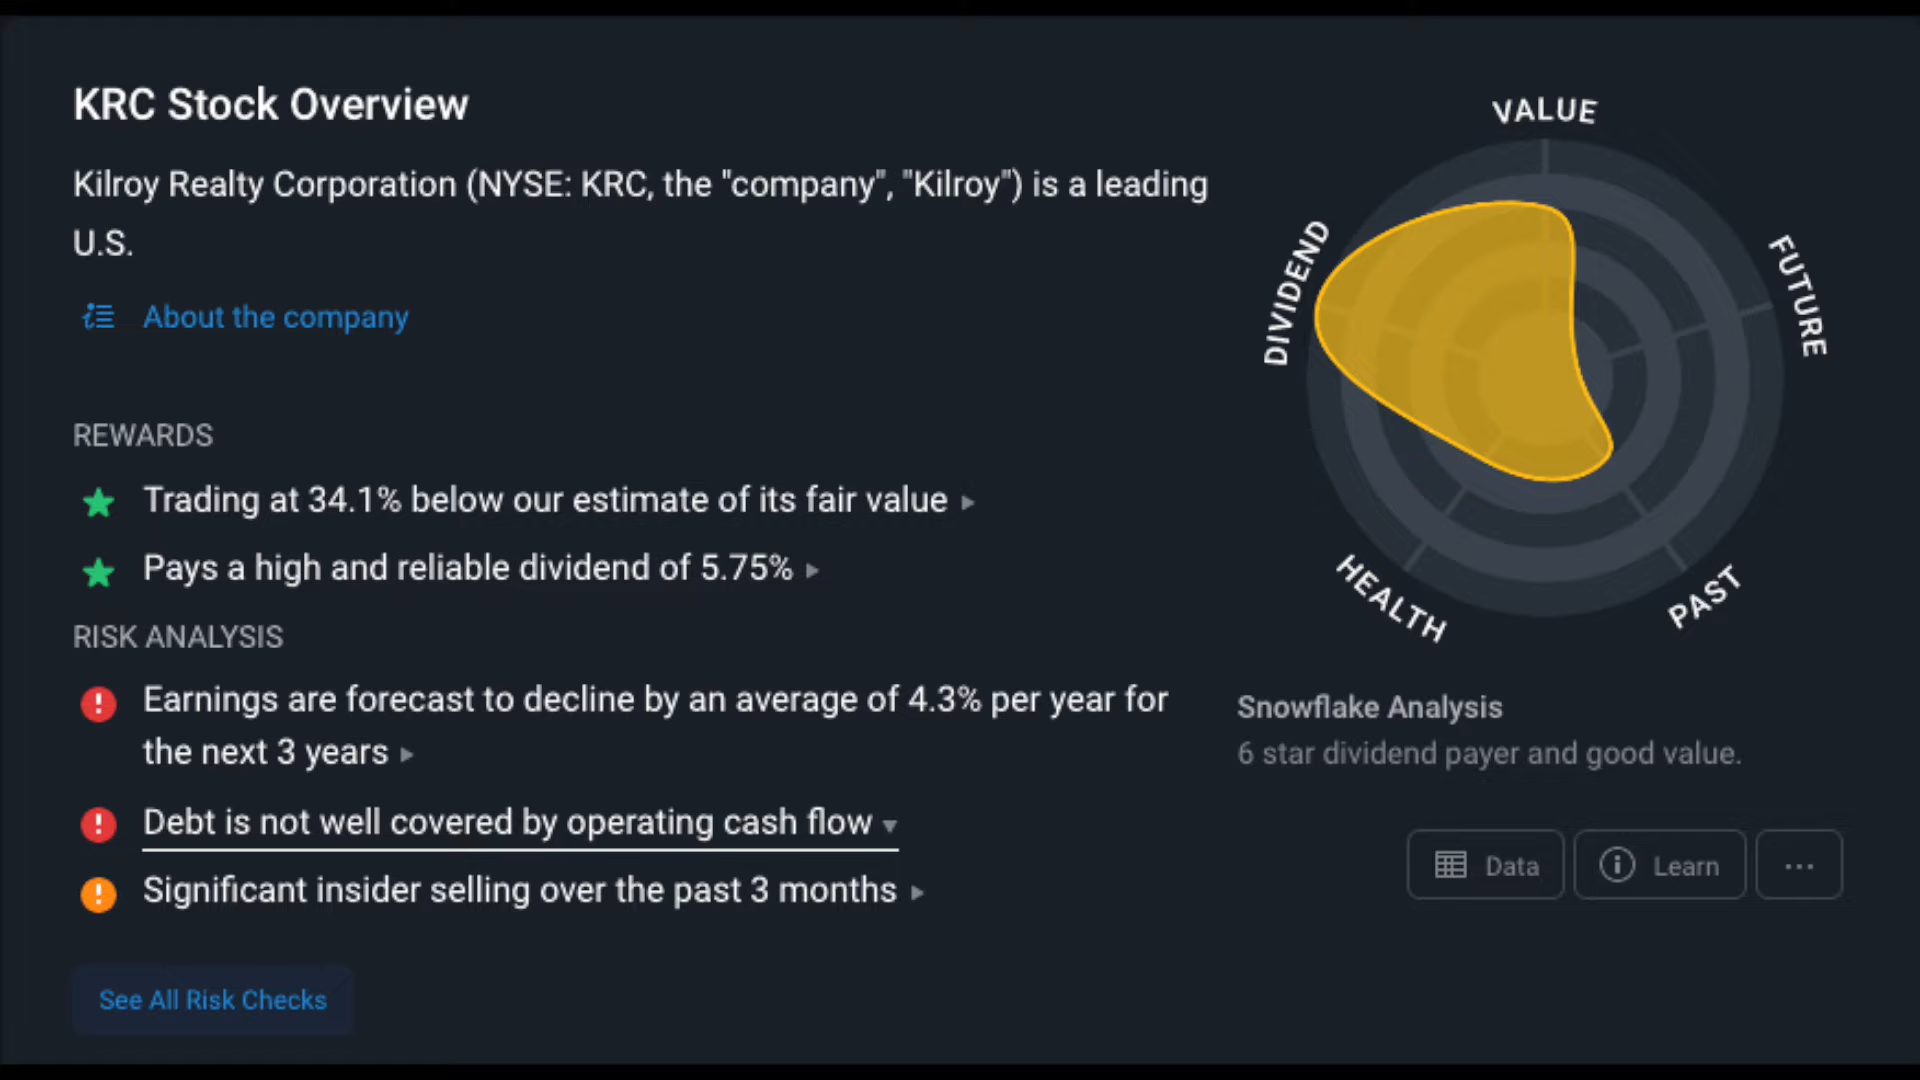 KRC Stock Overview
Kilroy Realty Corporation (NYSE: KRC, the "company", "Kilroy") is a leading
U.S.
About the company
REWARDS
Trading at 34.1% below our estimate of its fair value
Pays a high and reliable dividend of 5.75%
RISK ANALYSIS
Earnings are forecast to decline by an average of 4.3% per year for
the next 3 years
Debt is not well covered by operating cash flow
Significant insider selling over the past 3 months
See All Risk Checks
VALUE
FUTURE
PAST
HEALTH
DIVIDEND
Snowflake Analysis
6 star dividend payer and good value.
Data
Learn
...